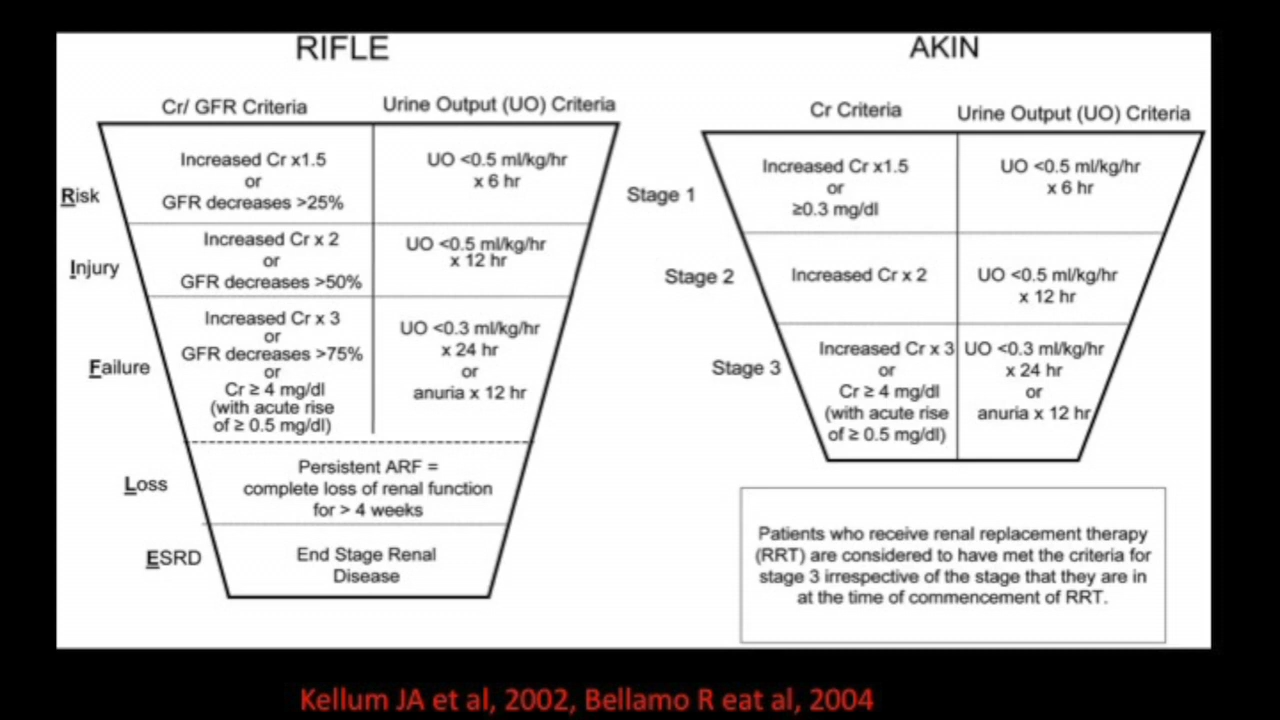 RIFLE
Cr/ GFR Criteria
Urine Output (UO) Criteria
Risk
Increased Cr x1.5
or
GFR decreases >25%
UO <0.5 ml/kg/hr
x 6 hr
Injury
Increased Cr x 2
or
GFR decreases >50%
UO <0.5 ml/kg/hr
x 12 hr
Failure
Increased Cr x 3
or
GFR decreases >75%
or
Cr ≥ 4 mg/dl
(with acute rise
of ≥ 0.5 mg/dl)
UO <0.3 ml/kg/hr
x 24 hr
or
anuria x 12 hr
Loss
Persistent ARF =
complete loss of renal function
for > 4 weeks
ESRD
End Stage Renal
Disease
AKIN
Cr Criteria
Urine Output (UO) Criteria
Stage 1
Increased Cr x1.5
or
≥0.3 mg/dl
UO <0.5 ml/kg/hr
x 6 hr
Stage 2
Increased Cr x 2
UO <0.5 ml/kg/hr
x 12 hr
Stage 3
Increased Cr x 3
or
Cr ≥ 4 mg/dl
(with acute rise
of ≥ 0.5 mg/dl)
UO <0.3 ml/kg/hr
x 24 hr
or
anuria x 12 hr
Patients who receive renal replacement therapy
(RRT) are considered to have met the criteria for
stage 3 irrespective of the stage that they are in
at the time of commencement of RRT.
Kellum JA et al, 2002, Bellamo R eat al, 2004